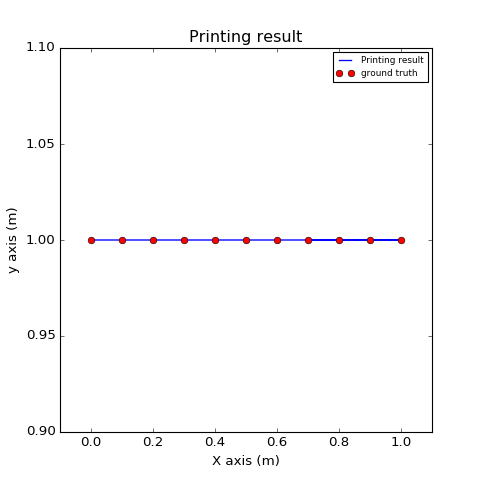 Printing result
1.10
Printing result
ground truth
1.05
1.00
0.95
0.90
y axis (m)
0.0 0.2 0.4 0.6 0.8 1.0
X axis (m)